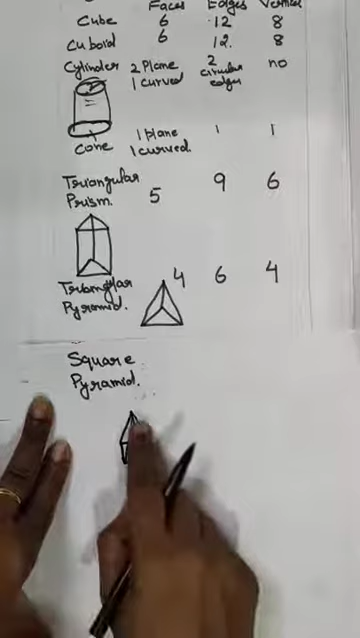 Faces Edges Vertices
Cube 6 12 8
Cuboid 6 12. 8
Cylinder 2 Plane 2 no
1 curved circular
edges
Cone 1 plane 1 1
1 curved.
Triangular 5 9 6
Prism.
Triangular 4 6 4
Pyramid.
Square
Pyramid.